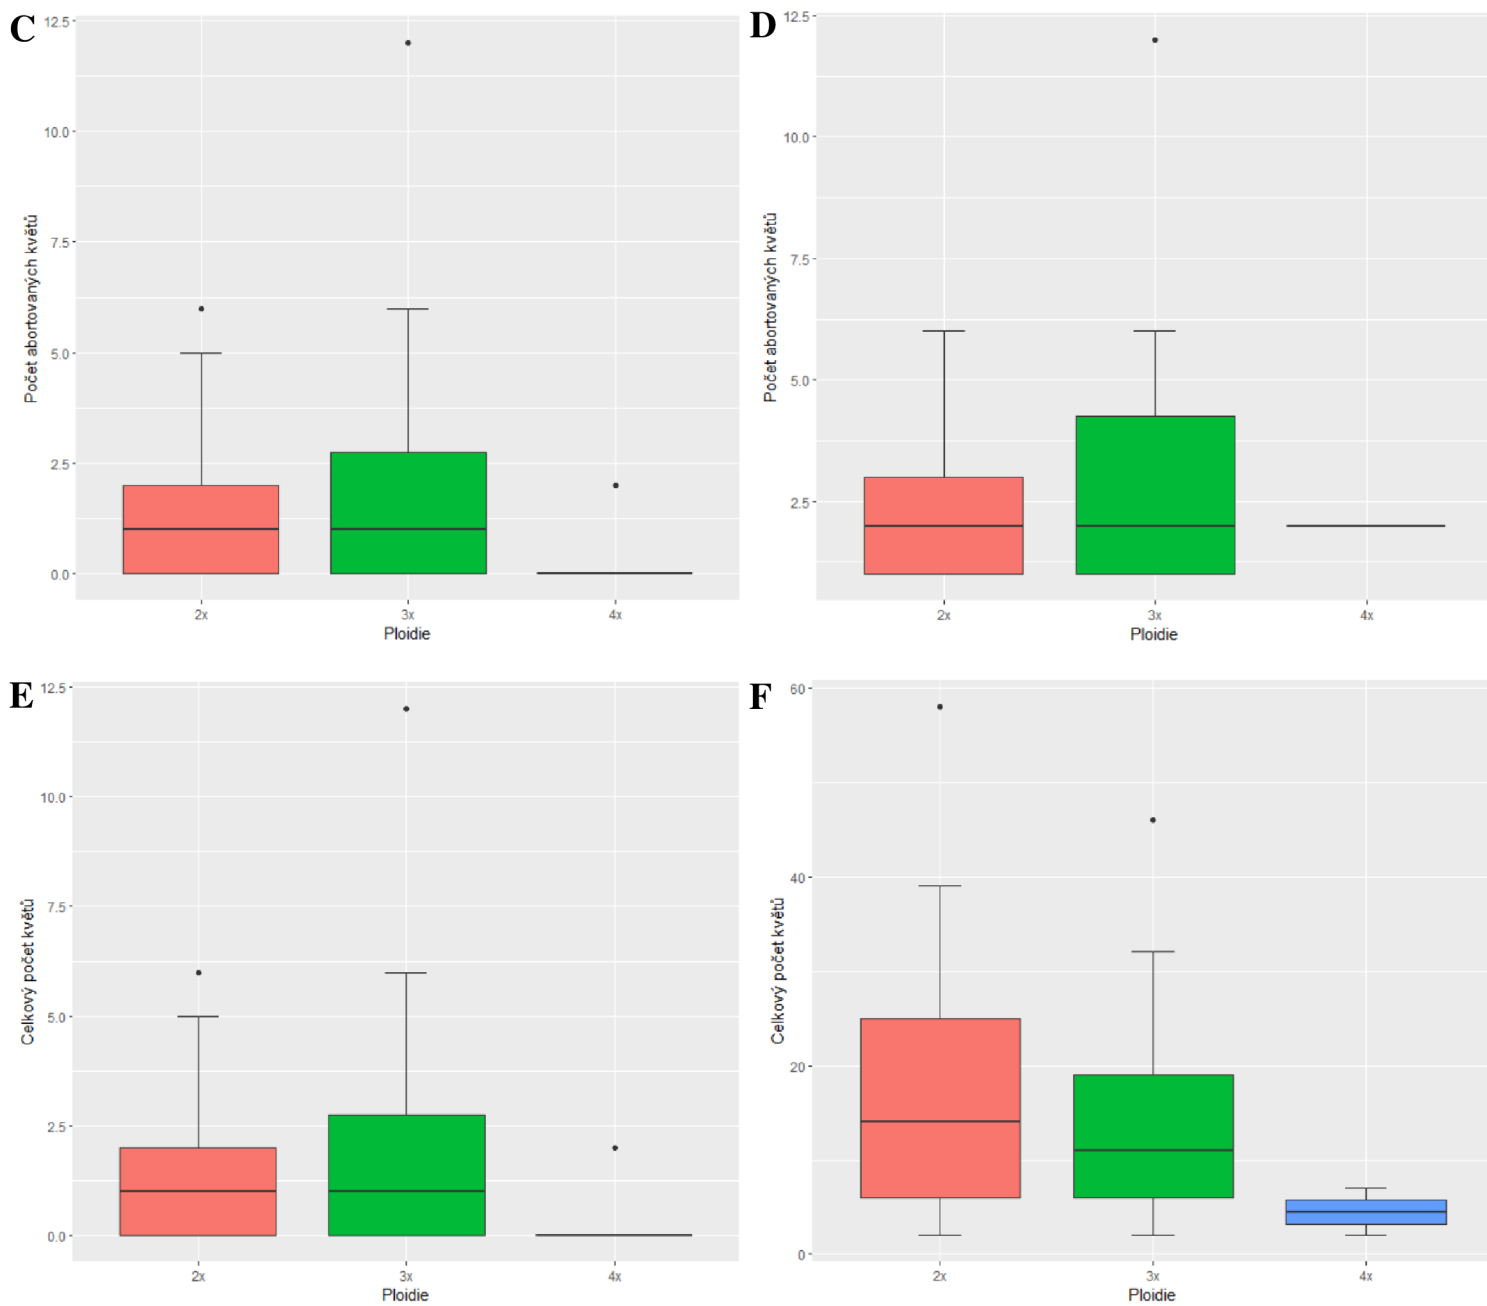 C
12.5
10.0
7.5
5.0
2.5
0.0
Počet abortovaných květů
2x 3x 4x
Ploidie
D
12.5
10.0
7.5
5.0
2.5
Počet abortovaných květů
2x 3x 4x
Ploidie
E
12.5
10.0
7.5
5.0
2.5
0.0
Celkový počet květů
2x 3x 4x
Ploidie
F
60
40
20
0
Celkový počet květů
2x 3x 4x
Ploidie